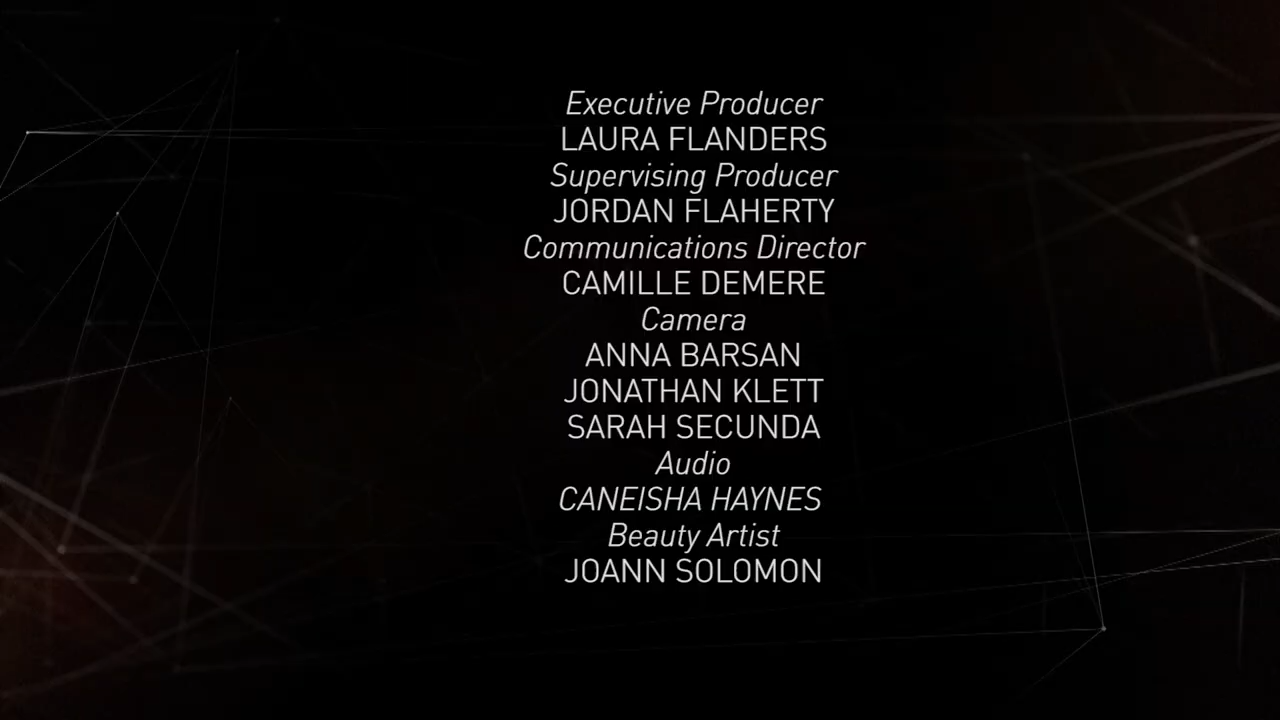 Executive Producer
LAURA FLANDERS
Supervising Producer
JORDAN FLAHERTY
Communications Director
CAMILLE DEMERE
Camera
ANNA BARSAN
JONATHAN KLETT
SARAH SECUNDA
Audio
CANEISHA HAYNES
Beauty Artist
JOANN SOLOMON